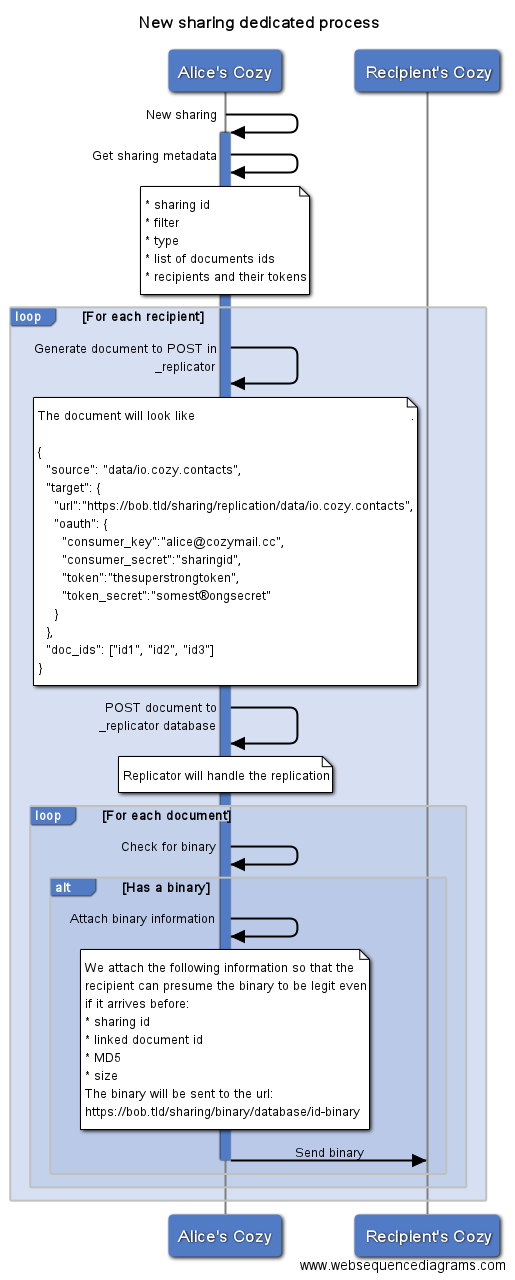 New sharing dedicated process
Alice's Cozy
Recipient's Cozy
New sharing
Get sharing metadata
* sharing id
* filter
* type
* list of documents ids
* recipients and their tokens
loop [For each recipient]
Generate document to POST in
_replicator
The document will look like .
{
"source": "data/io.cozy.contacts",
"target": {
"url":"https://bob.tld/sharing/replication/data/io.cozy.contacts",
"oauth": {
"consumer_key":"alice@cozymail.cc",
"consumer_secret":"sharingid",
"token":"thesuperstrongtoken",
"token_secret":"somest®ongsecret"
}
},
"doc_ids": ["id1", "id2", "id3"]
}
POST document to
_replicator database
Replicator will handle the replication
loop [For each document]
Check for binary
alt [Has a binary]
Attach binary information
We attach the following information so that the
recipient can presume the binary to be legit even
if it arrives before:
* sharing id
* linked document id
* MD5
* size
The binary will be sent to the url:
https://bob.tld/sharing/binary/database/id-binary
Send binary
Alice's Cozy
Recipient's Cozy
www.websequencediagrams.com